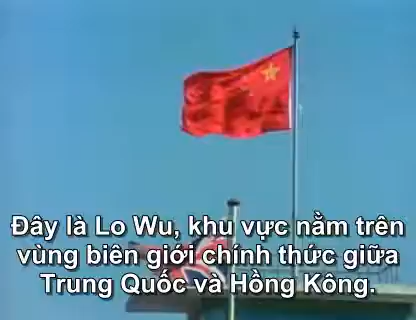 Đây là Lo Wu, khu vực nằm trên
vùng biên giới chính thức giữa
Trung Quốc và Hồng Kông.